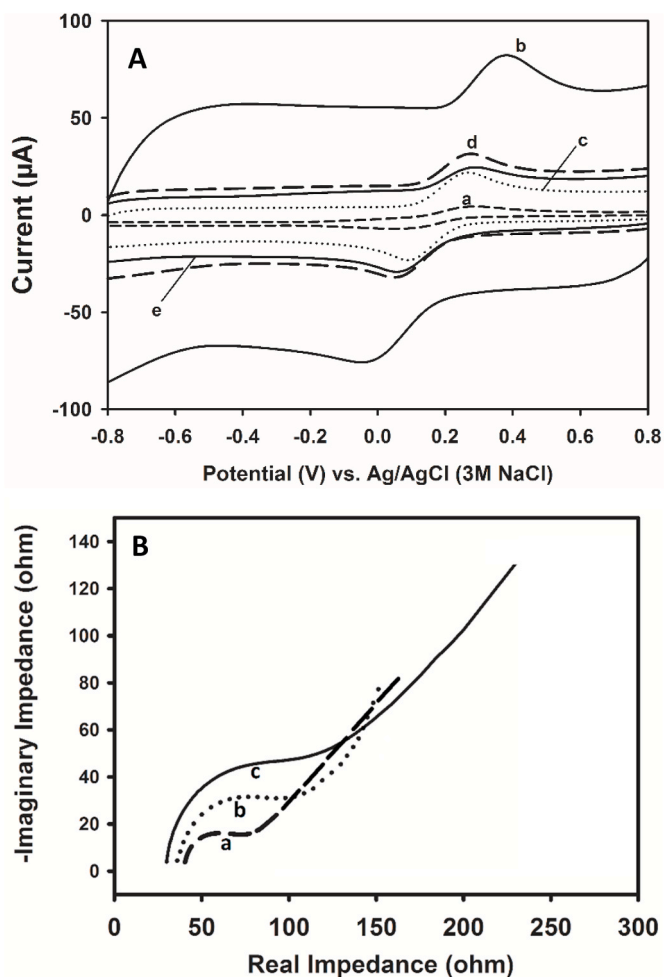 A
b
d
c
a
e
100
50
0
-50
-100
Current (µA)
-0.8 -0.6 -0.4 -0.2 0.0 0.2 0.4 0.6 0.8
Potential (V) vs. Ag/AgCl (3M NaCl)
B
c
b
a
140
120
100
80
60
40
20
0
-Imaginary Impedance (ohm)
0 50 100 150 200 250 300
Real Impedance (ohm)